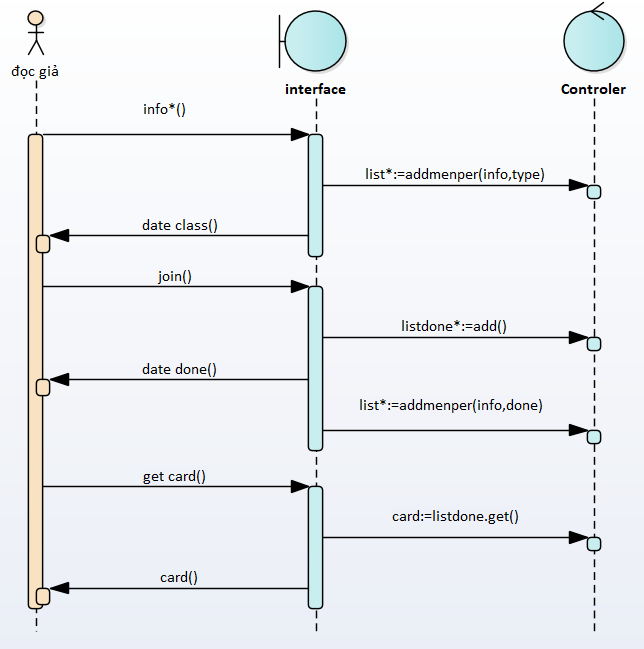 đọc giả
interface
Controler
info*()
list*:=addmenper(info,type)
date class()
join()
listdone*:=add()
date done()
list*:=addmenper(info,done)
get card()
card:=listdone.get()
card()